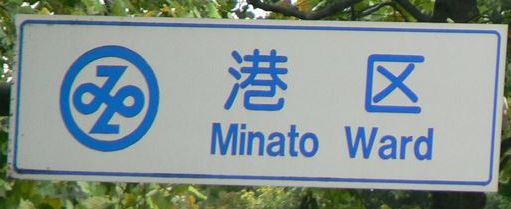 港区
Minato Ward